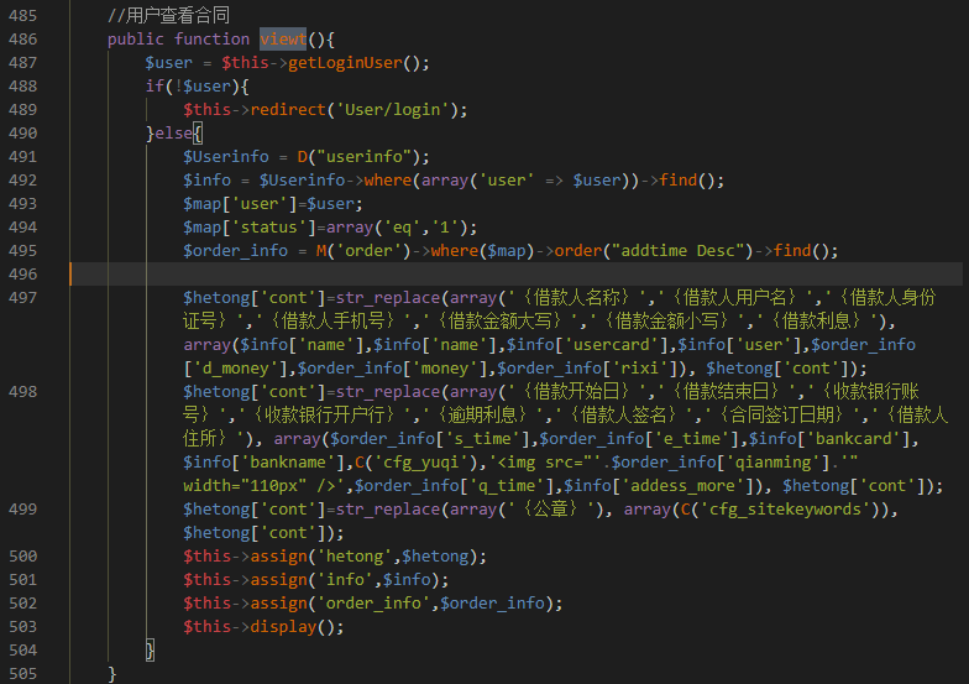 485 //用户查看合同
486 public function viewt(){
487 $user = $this->getLoginUser();
488 if(!$user){
489 $this->redirect('User/login');
490 }else{
491 $Userinfo = D("userinfo");
492 $info = $Userinfo->where(array('user' => $user))->find();
493 $map['user']=$user;
494 $map['status']=array('eq','1');
495 $order_info = M('order')->where($map)->order("addtime Desc")->find();
496
497 $hetong['cont']=str_replace(array('｛借款人名称｝','｛借款人用户名｝','｛借款人身份
证号｝','｛借款人手机号｝','｛借款金额大写｝','｛借款金额小写｝','｛借款利息｝'),
array($info['name'],$info['name'],$info['usercard'],$info['user'],$order_info
['d_money'],$order_info['money'],$order_info['rixi']), $hetong['cont']);
498 $hetong['cont']=str_replace(array('｛借款开始日｝','｛借款结束日｝','｛收款银行账
号｝','｛收款银行开户行｝','｛逾期利息｝','｛借款人签名｝','｛合同签订日期｝','｛借款人
住所｝'), array($order_info['s_time'],$order_info['e_time'],$info['bankcard'],
$info['bankname'],C('cfg_yuqi'),'<img src="'.$order_info['qianming'].'"
width="110px" />',$order_info['q_time'],$info['addess_more']), $hetong['cont']);
499 $hetong['cont']=str_replace(array('｛公章｝'), array(C('cfg_sitekeywords')),
$hetong['cont']);
500 $this->assign('hetong',$hetong);
501 $this->assign('info',$info);
502 $this->assign('order_info',$order_info);
503 $this->display();
504 }
505 }